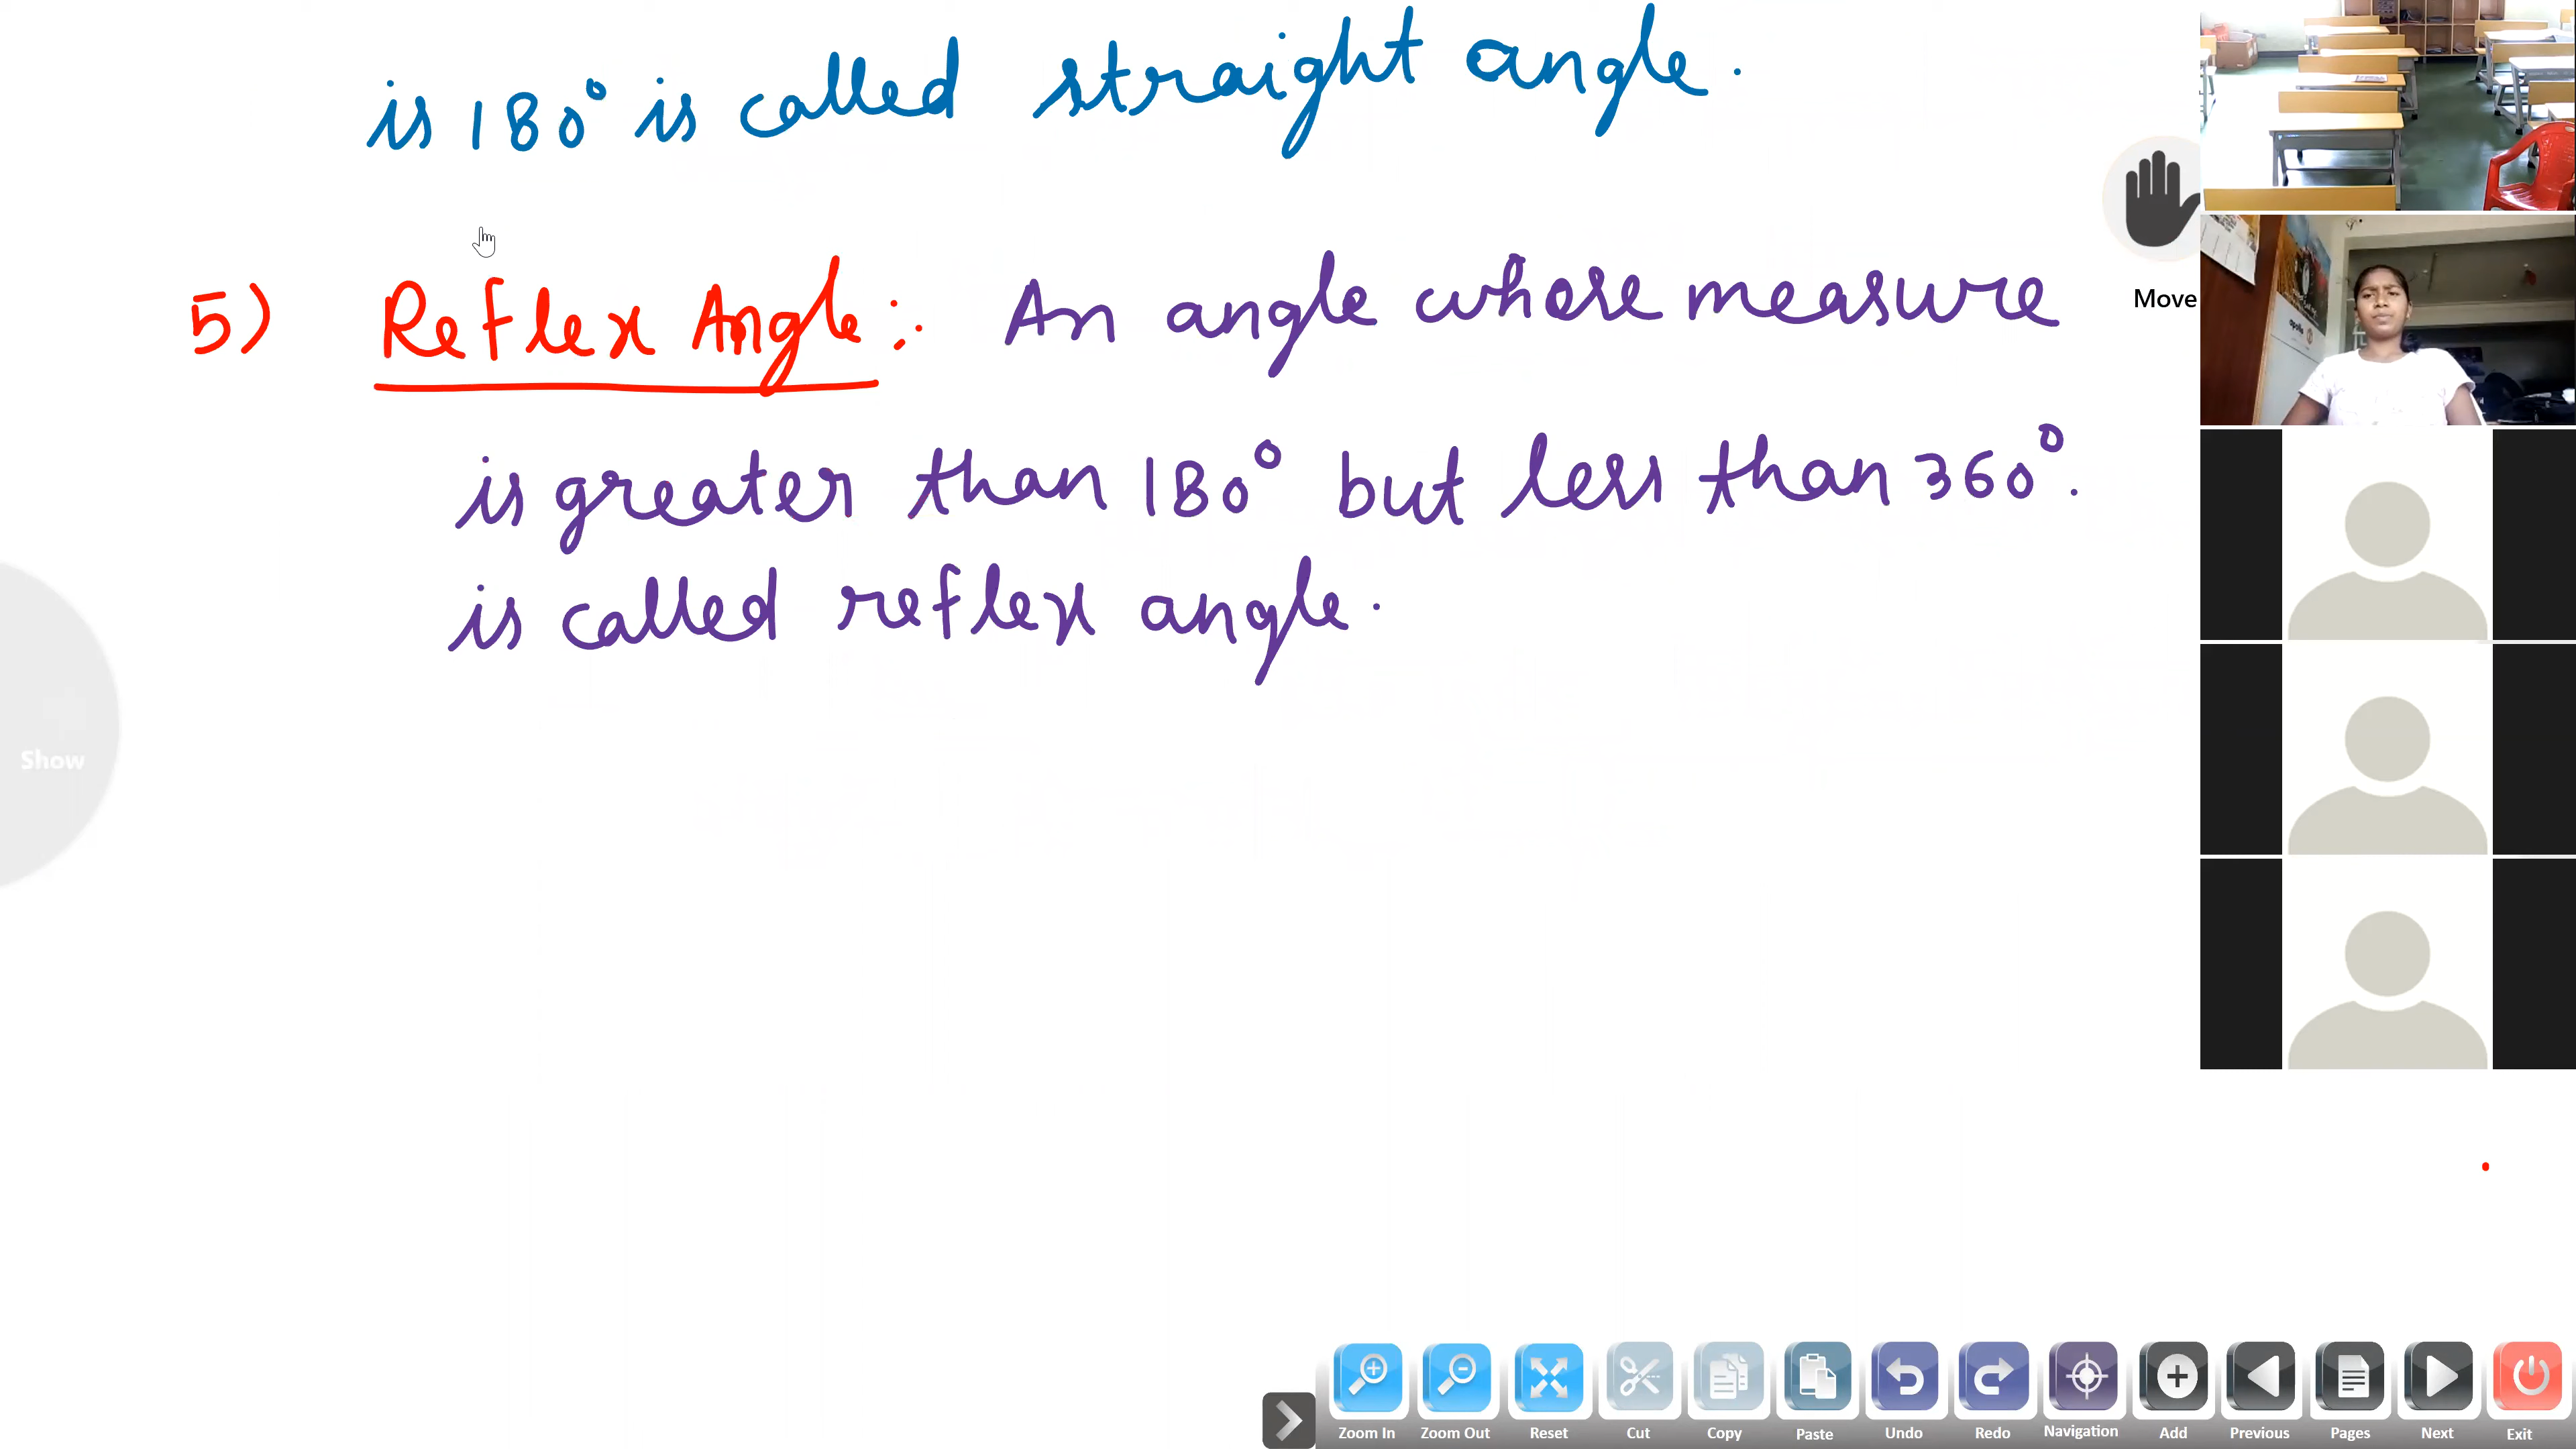 is 180° is called straight angle.
5) Reflex Angle :- An angle whose measure
is greater than 180° but less than 360°.
is called reflex angle.
Move
Show
Zoom In Zoom Out Reset Cut Copy Paste Undo Redo Navigation Add Previous Pages Next Exit